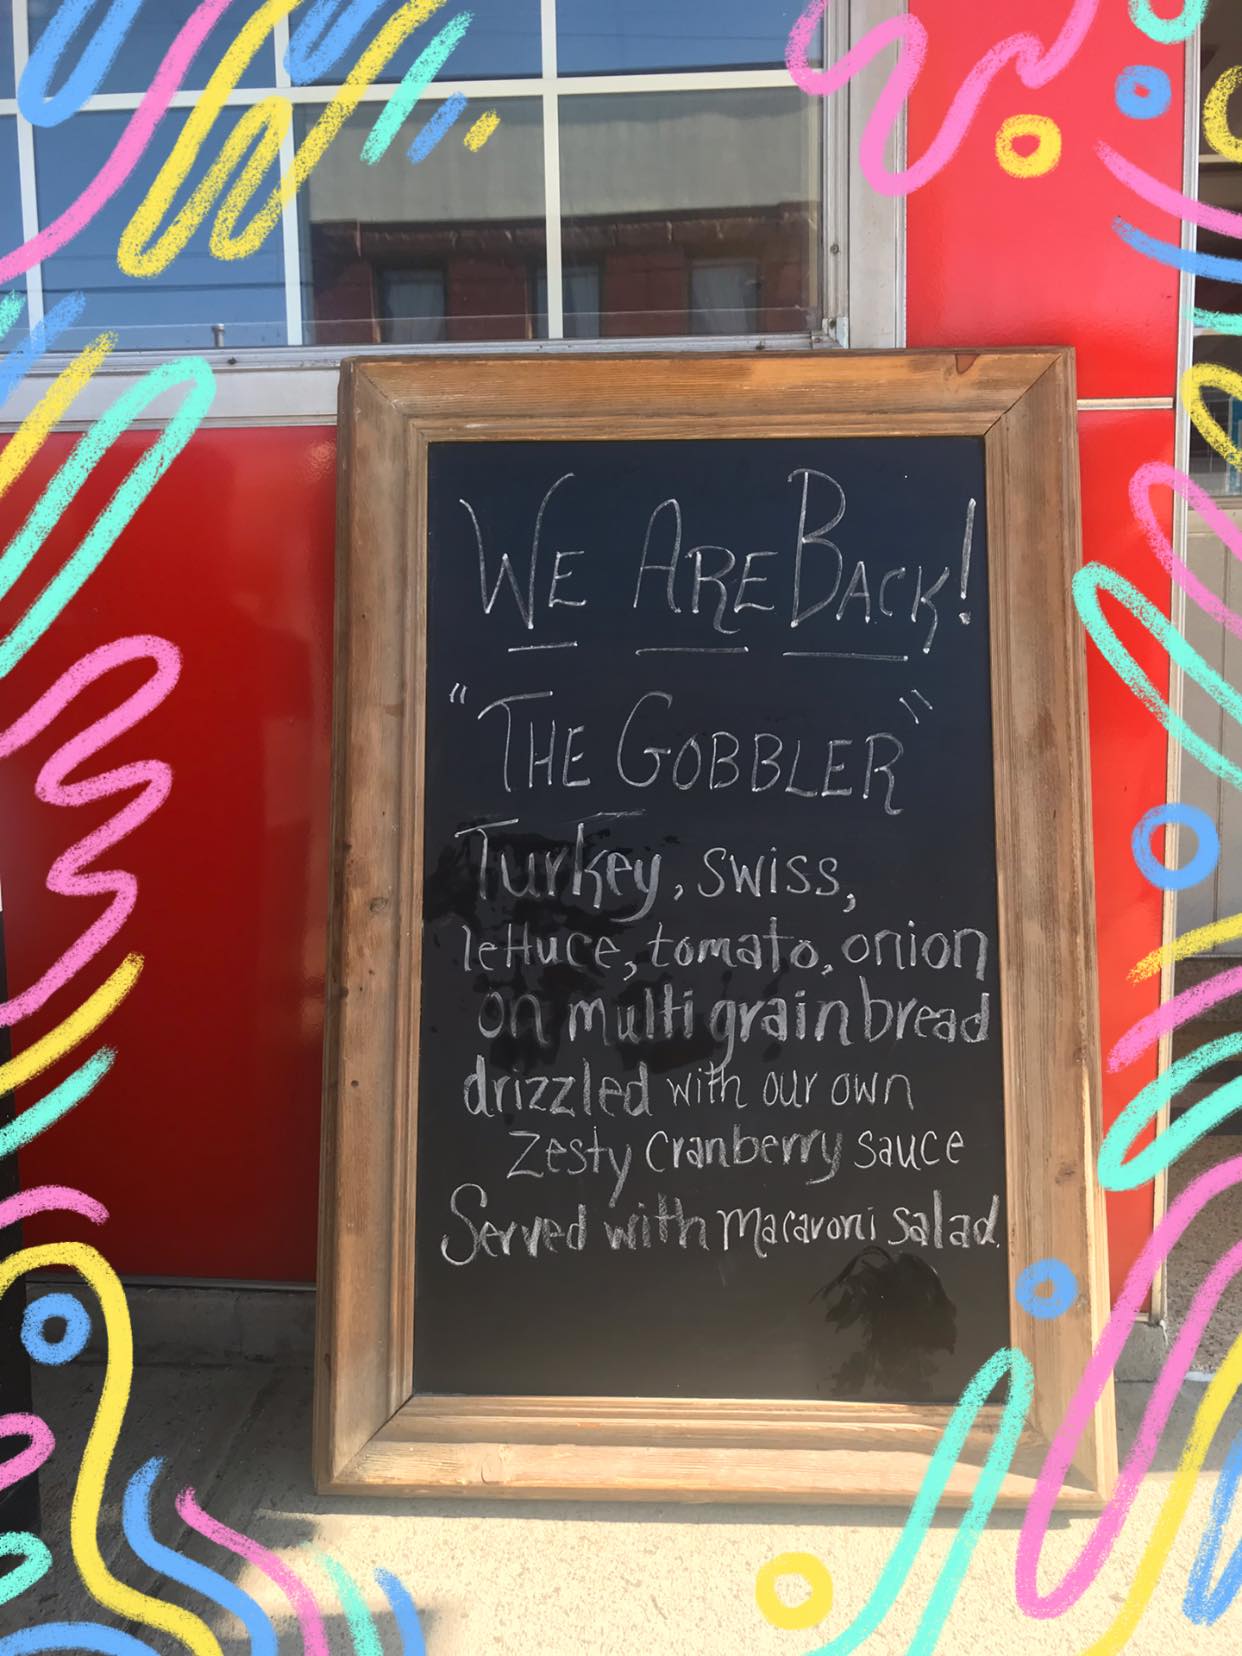 WE ARE BACK!
"THE GOBBLER"
Turkey, swiss,
lettuce, tomato, onion
on multi grain bread
drizzled with our own
Zesty Cranberry sauce
Served with Macaroni salad.